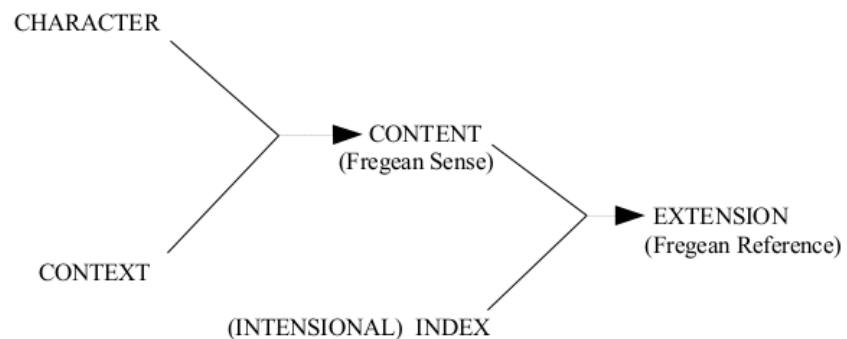 CHARACTER
CONTENT
(Fregean Sense)
EXTENSION
(Fregean Reference)
CONTEXT
(INTENSIONAL) INDEX